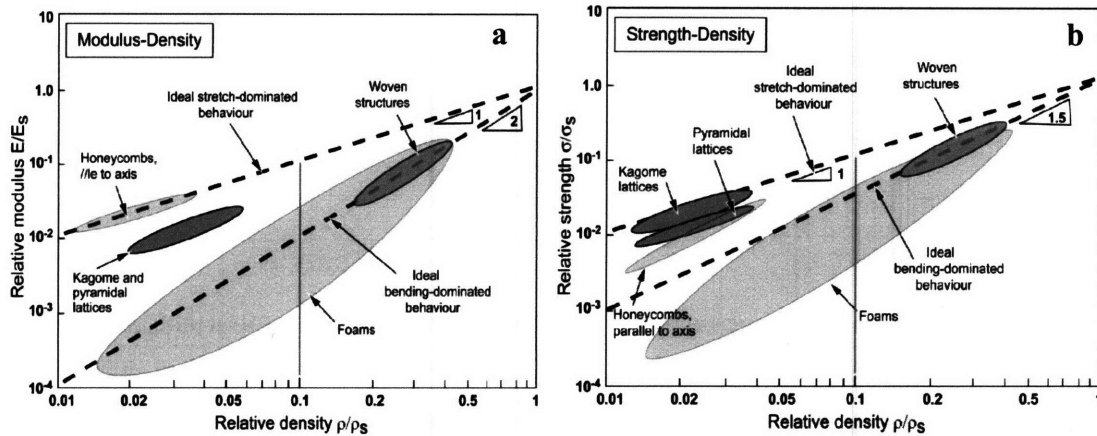 Modulus-Density
a
10
1.0
10-1
10-2
10-3
10-4
Relative modulus E/ES
Ideal stretch-dominated
behaviour
Woven
structures
1
2
Honeycombs,
//le to axis
Kagome and
pyramidal
lattices
Ideal
bending-dominated
behaviour
Foams
0.01
0.02
0.05
0.1
0.2
0.5
1
Relative density ρ/ρS
Strength-Density
b
10
1.0
10-1
10-2
10-3
10-4
Relative strength σ/σS
Ideal
stretch-dominated
behaviour
Woven
structures
1.5
Pyramidal
lattices
Kagome
lattices
1
Ideal
bending-dominated
behaviour
Honeycombs,
parallel to axis
Foams
0.01
0.02
0.05
0.1
0.2
0.5
1
Relative density ρ/ρS